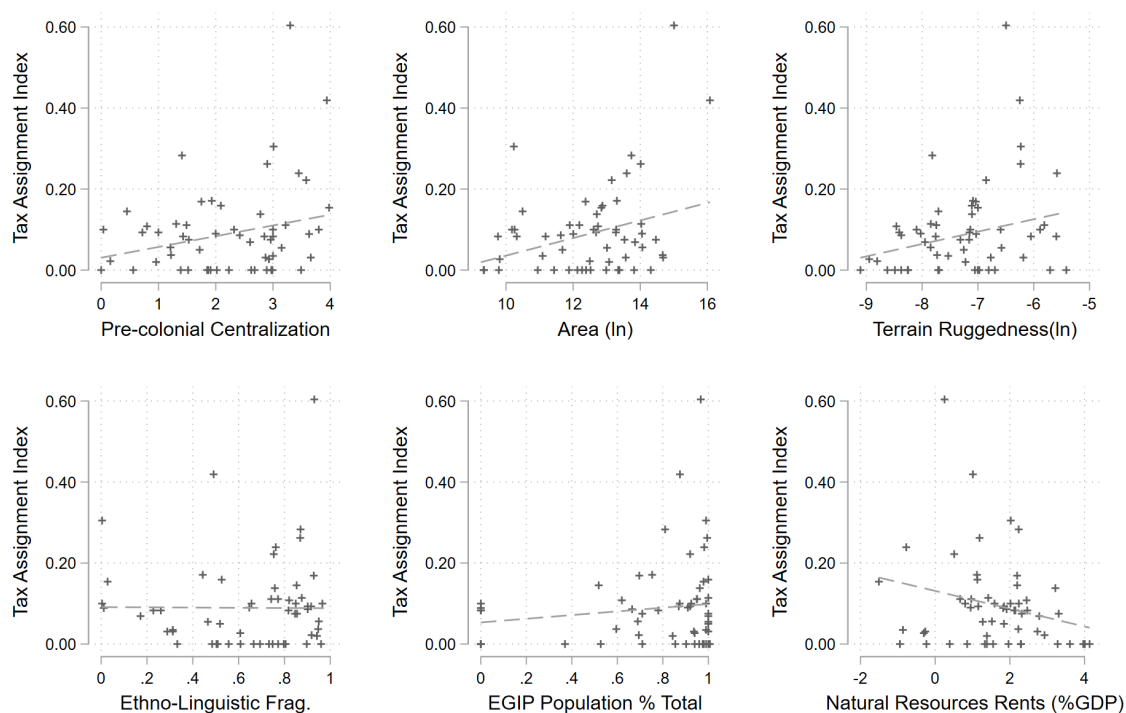 0.60
0.40
0.20
0.00
Tax Assignment Index
0 1 2 3 4
Pre-colonial Centralization
0.60
0.40
0.20
0.00
Tax Assignment Index
10 12 14 16
Area (ln)
0.60
0.40
0.20
0.00
Tax Assignment Index
-9 -8 -7 -6 -5
Terrain Ruggedness(ln)
0.60
0.40
0.20
0.00
Tax Assignment Index
0 .2 .4 .6 .8 1
Ethno-Linguistic Frag.
0.60
0.40
0.20
0.00
Tax Assignment Index
0 .2 .4 .6 .8 1
EGIP Population % Total
0.60
0.40
0.20
0.00
Tax Assignment Index
-2 0 2 4
Natural Resources Rents (%GDP)